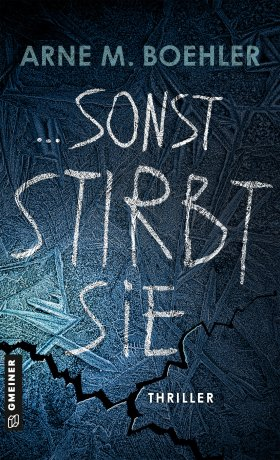 ARNE M. BOEHLER
... SONST
STIRBT
SiE
THRILLER
GMEINER